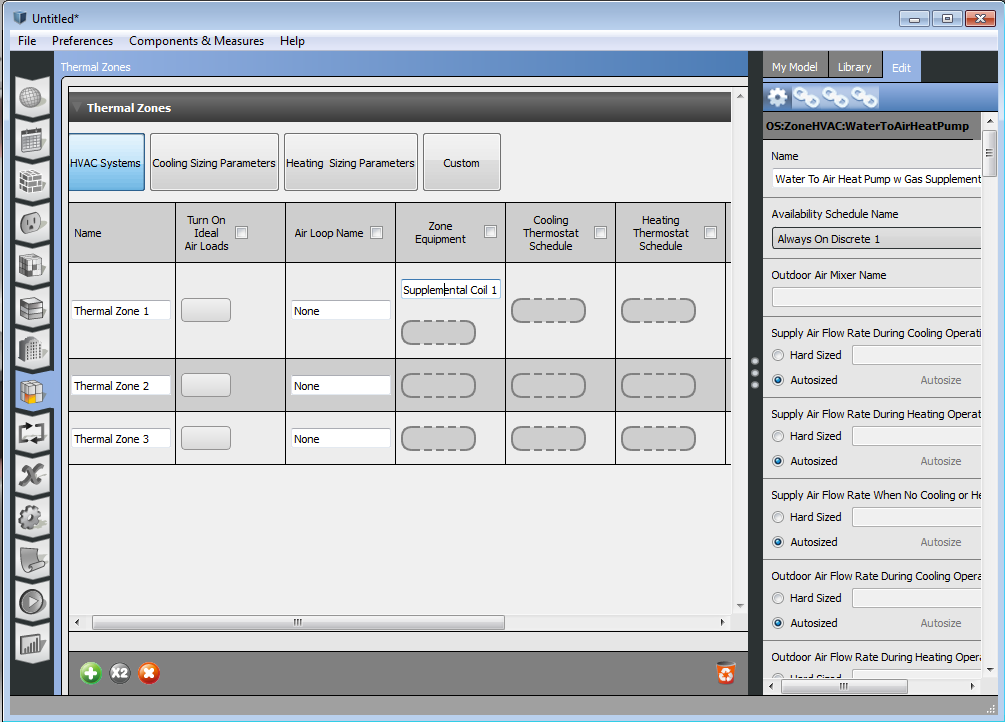 Untitled*
File Preferences Components & Measures Help
Thermal Zones
Thermal Zones
HVAC Systems
Cooling Sizing Parameters
Heating Sizing Parameters
Custom
Name
Turn On
Ideal
Air Loads
Air Loop Name
Zone
Equipment
Cooling
Thermostat
Schedule
Heating
Thermostat
Schedule
Thermal Zone 1
None
Supplemental Coil 1
Thermal Zone 2
None
Thermal Zone 3
None
X2
My Model
Library
Edit
OS:ZoneHVAC:WaterToAirHeatPump
Name
Water To Air Heat Pump w Gas Supplement
Availability Schedule Name
Always On Discrete 1
Outdoor Air Mixer Name
Supply Air Flow Rate During Cooling Operati
Hard Sized
Autosized Autosize
Supply Air Flow Rate During Heating Operat
Hard Sized
Autosized Autosize
Supply Air Flow Rate When No Cooling or He
Hard Sized
Autosized Autosize
Outdoor Air Flow Rate During Cooling Opera
Hard Sized
Autosized Autosize
Outdoor Air Flow Rate During Heating Opera
Hard Sized